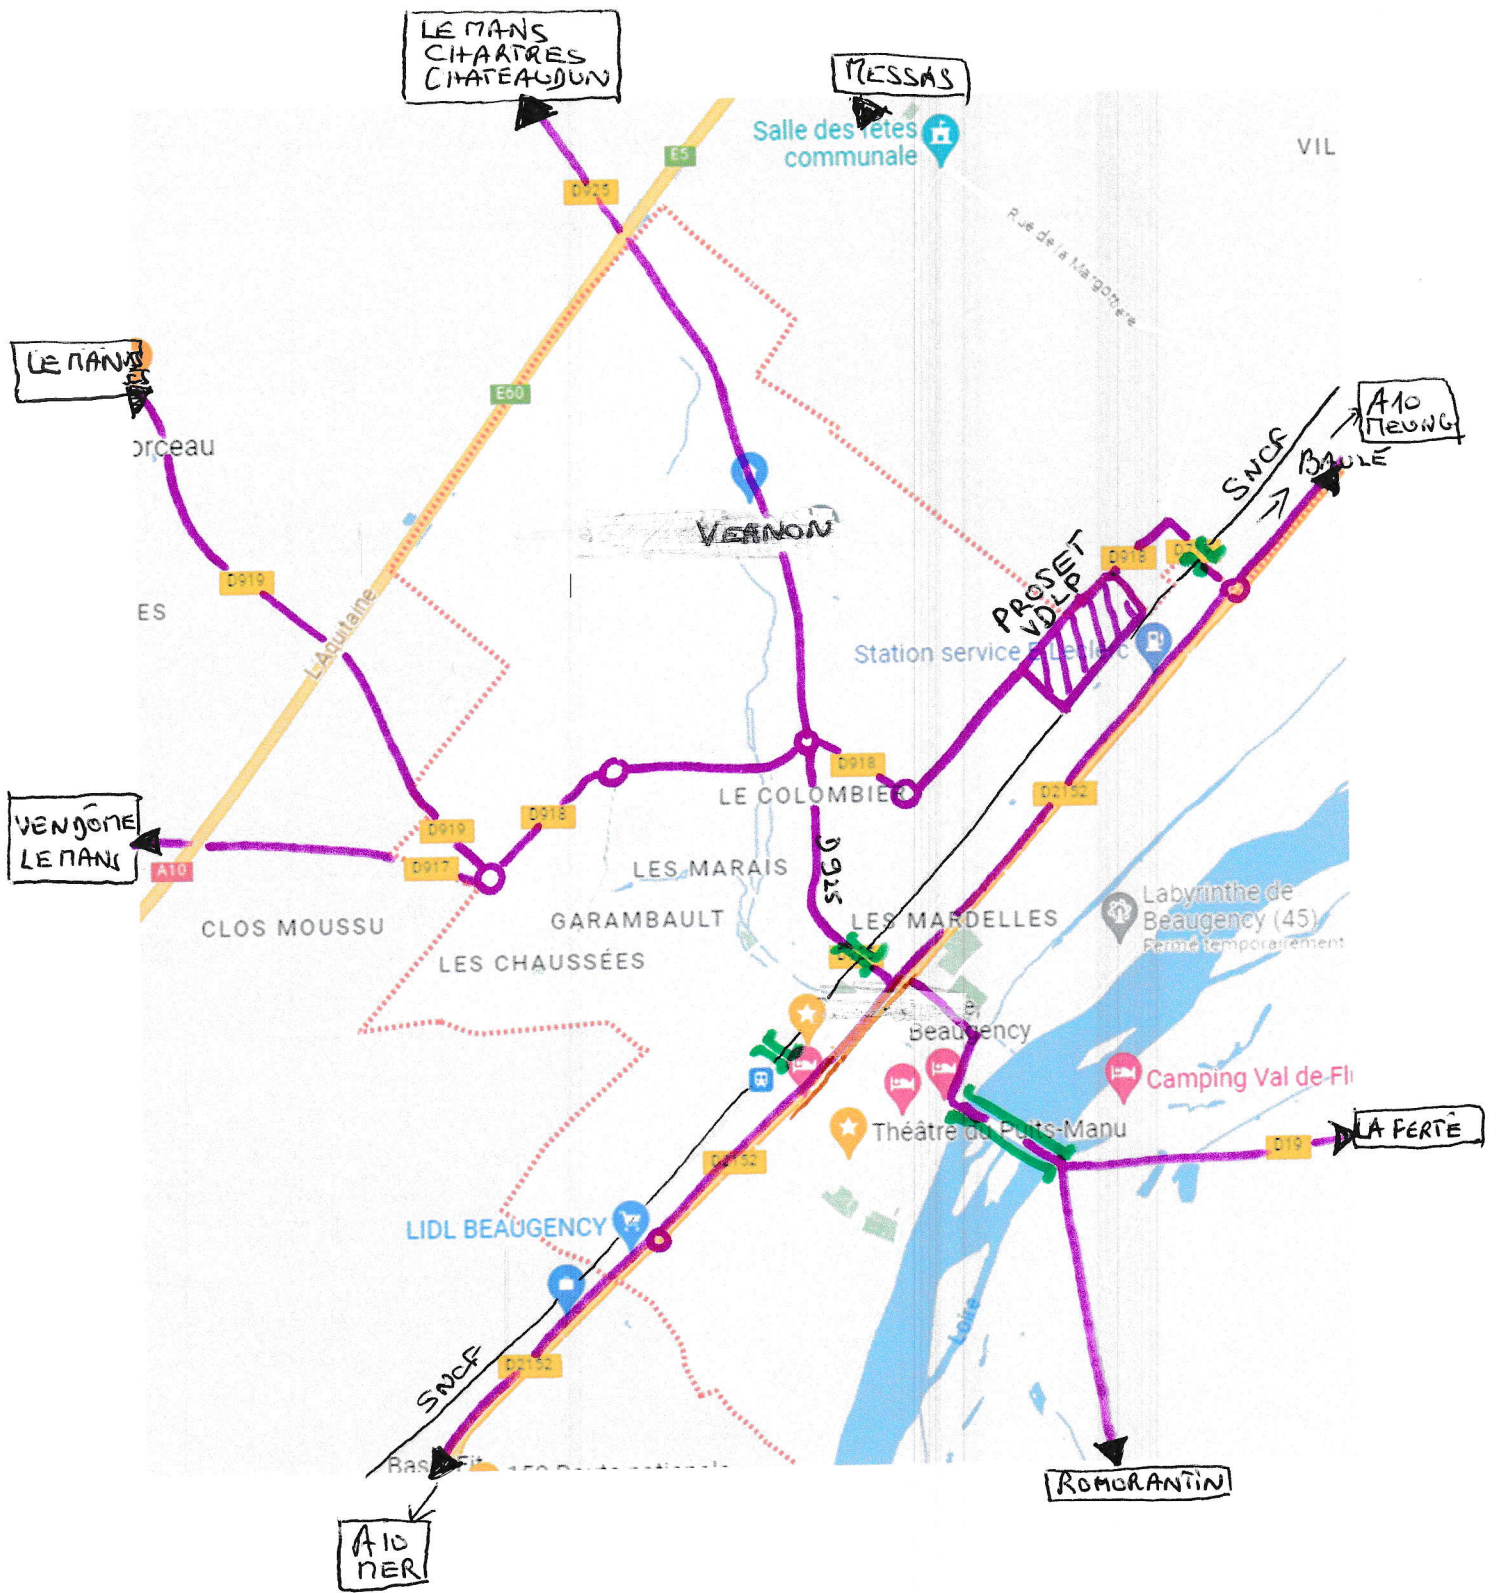 LE MANS
CHARTRES
CHATEAUDUN
MESSAS
Salle des fêtes
communale
VIL
E5
D925
Rue de la Margottière
LE MANS
E60
A10
MEUNG
orceau
SNCF
BAULE
VERNON
D919
ES
L'Aquitaine
PROJET
VDLP
D918
Station service E.Leclerc
D918
LE COLOMBIER
D2152
VENDÔME
LE MANS
D918
D919
A10
D917
LES MARAIS
D925
CLOS MOUSSU
GARAMBAULT
LES MARDELLES
Labyrinthe de
Beaugency (45)
Fermé temporairement
LES CHAUSSÉES
Beaugency
Camping Val de Fl
Théâtre du Puits-Manu
LA FERTÉ
D19
D2152
LIDL BEAUGENCY
Loire
D2152
SNCF
ROMORANTIN
A10
MER